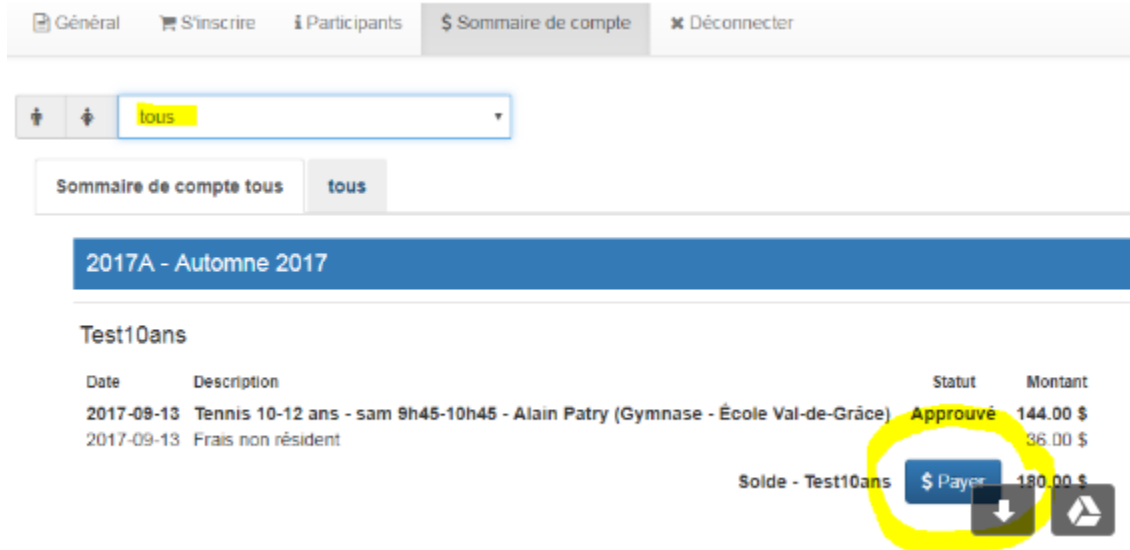 Général S'inscrire Participants $ Sommaire de compte Déconnecter
tous
Sommaire de compte tous tous
2017A - Automne 2017
Test10ans
Date Description Statut Montant
2017-09-13 Tennis 10-12 ans - sam 9h45-10h45 - Alain Patry (Gymnase - École Val-de-Grâce) Approuvé 144.00 $
2017-09-13 Frais non résident 36.00 $
Solde - Test10ans $ Payer 180.00 $